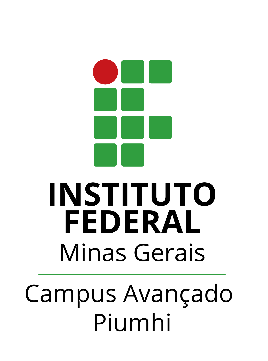 INSTITUTO
FEDERAL
Minas Gerais
Campus Avançado
Piumhi